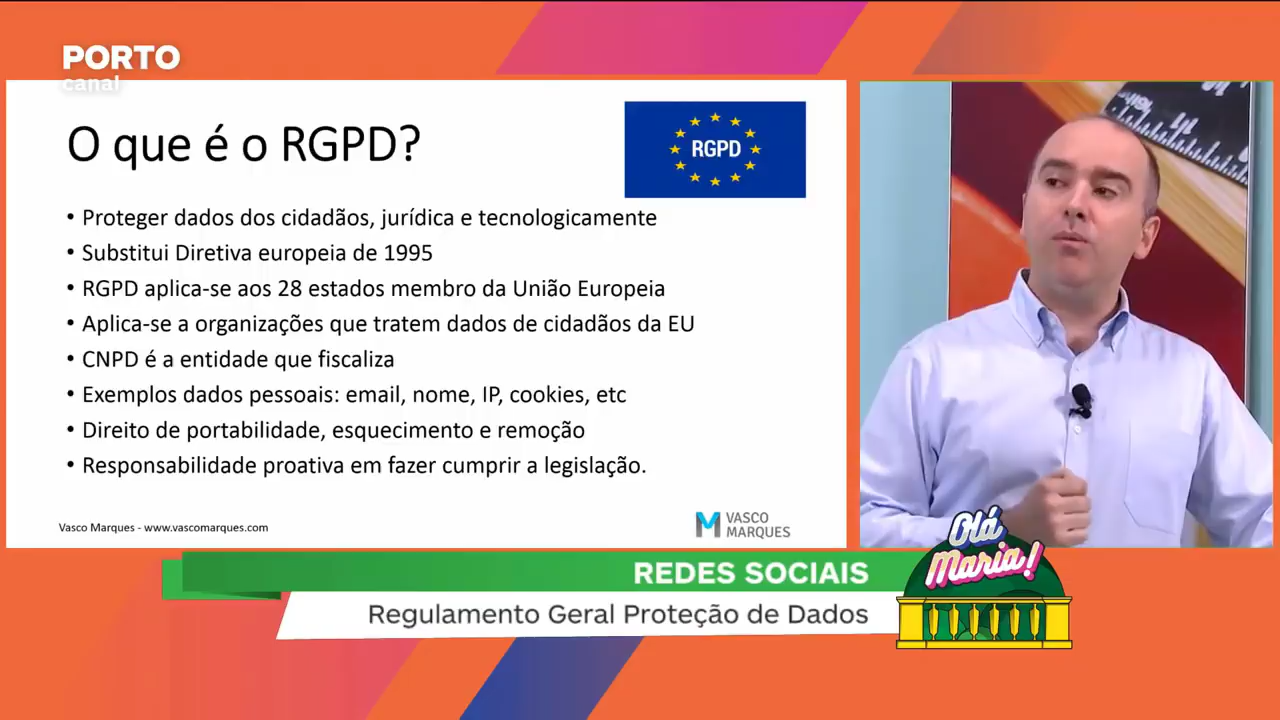 PORTO
canal
O que é o RGPD?
RGPD
• Proteger dados dos cidadãos, jurídica e tecnologicamente
• Substitui Diretiva europeia de 1995
• RGPD aplica-se aos 28 estados membro da União Europeia
• Aplica-se a organizações que tratem dados de cidadãos da EU
• CNPD é a entidade que fiscaliza
• Exemplos dados pessoais: email, nome, IP, cookies, etc
• Direito de portabilidade, esquecimento e remoção
• Responsabilidade proativa em fazer cumprir a legislação.
Vasco Marques - www.vascomarques.com
VASCO
MARQUES
REDES SOCIAIS
Regulamento Geral Proteção de Dados
Olá
Maria!